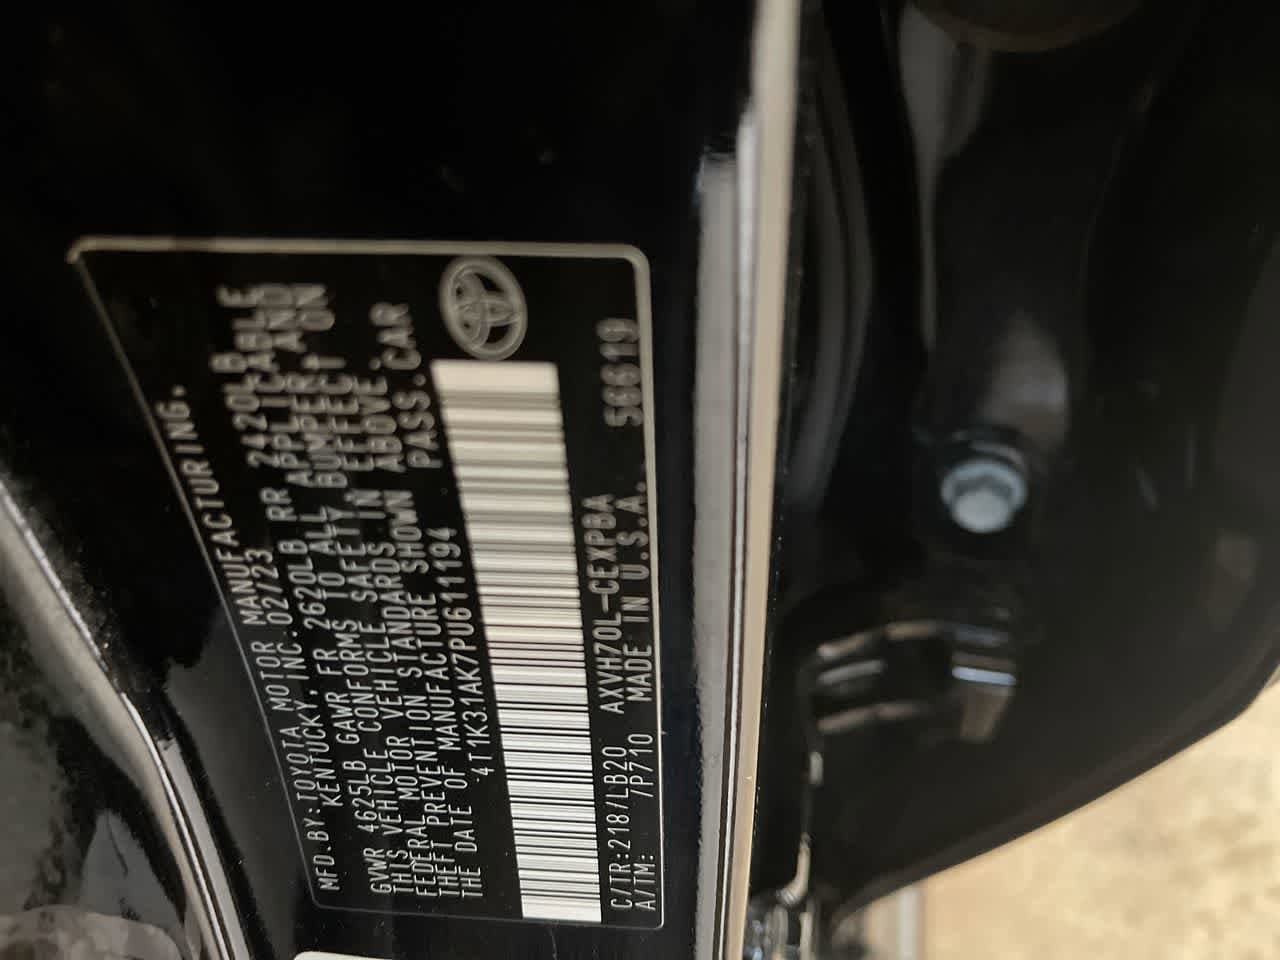 MFD.BY:TOYOTA MOTOR MANUFACTURING,
KENTUCKY, INC. 02/23
GVWR 4625LB GAWR FR 2620LB RR 2420LB
THIS VEHICLE CONFORMS TO ALL APPLICABLE
FEDERAL MOTOR VEHICLE SAFETY, BUMPER, AND
THEFT PREVENTION STANDARDS IN EFFECT ON
THE DATE OF MANUFACTURE SHOWN ABOVE.
4T1K31AK7PU611194 PASS.CAR
C/TR:218/LB20 AXVH70L-CEXPBA 56619
A/TM: /P710 MADE IN U.S.A.